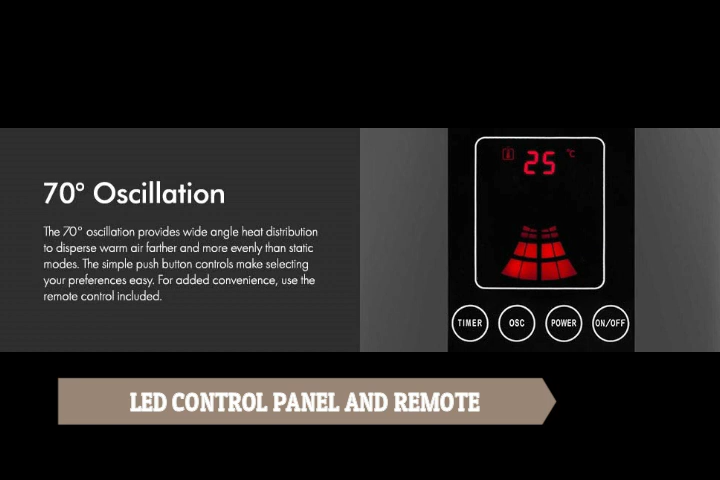 70° Oscillation
The 70° oscillation provides wide angle heat distribution
to disperse warm air farther and more evenly than static
modes. The simple push button controls make selecting
your preferences easy. For added convenience, use the
remote control included.
25 °C
TIMER OSC POWER ON/OFF
LED CONTROL PANEL AND REMOTE